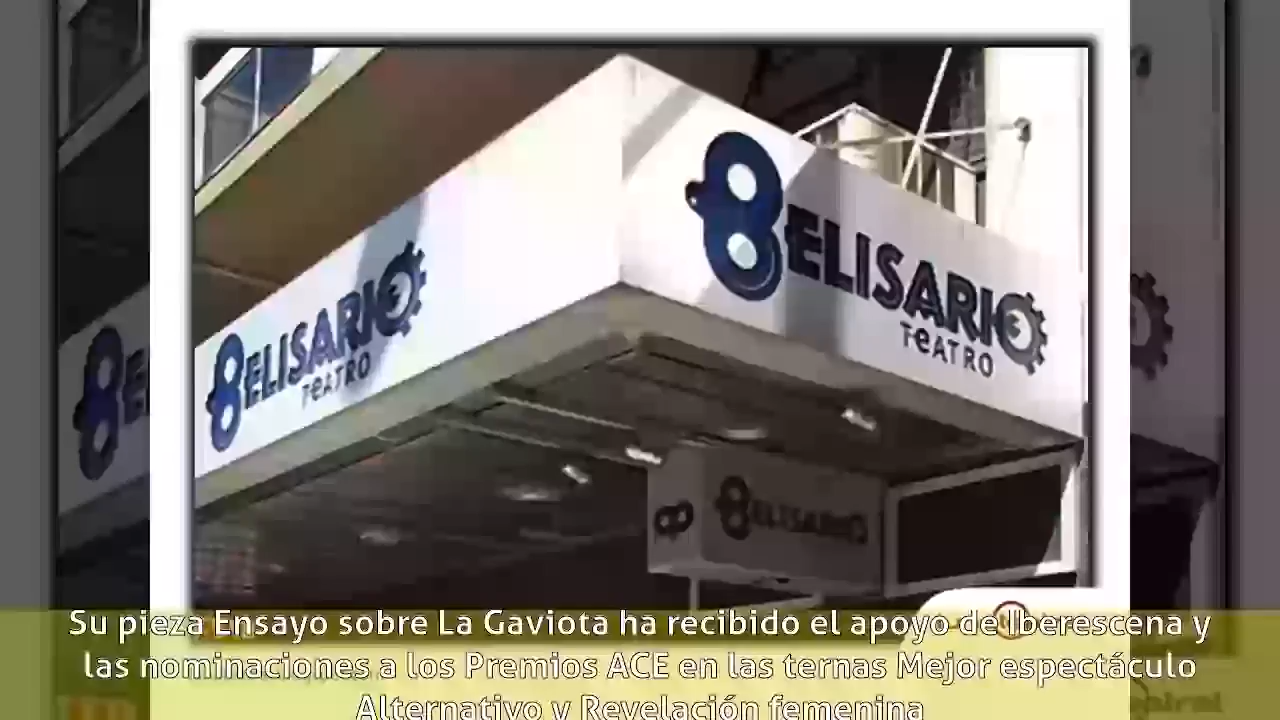 BELISARIO
TEATRO
BELISARIO
TEATRO
BELISARIO
Su pieza Ensayo sobre La Gaviota ha recibido el apoyo de Iberescena y
las nominaciones a los Premios ACE en las ternas Mejor espectáculo
Alternativo y Revelación femenina